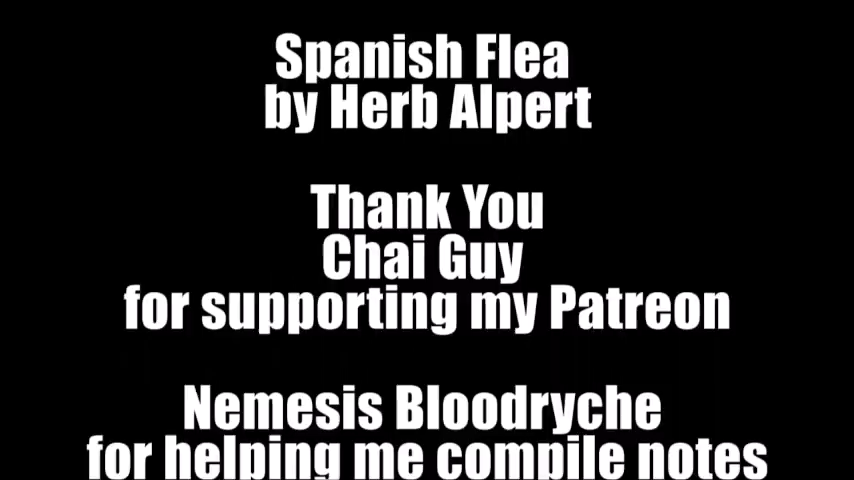 Spanish Flea
by Herb Alpert
Thank You
Chai Guy
for supporting my Patreon
Nemesis Bloodryche
for helping me compile notes